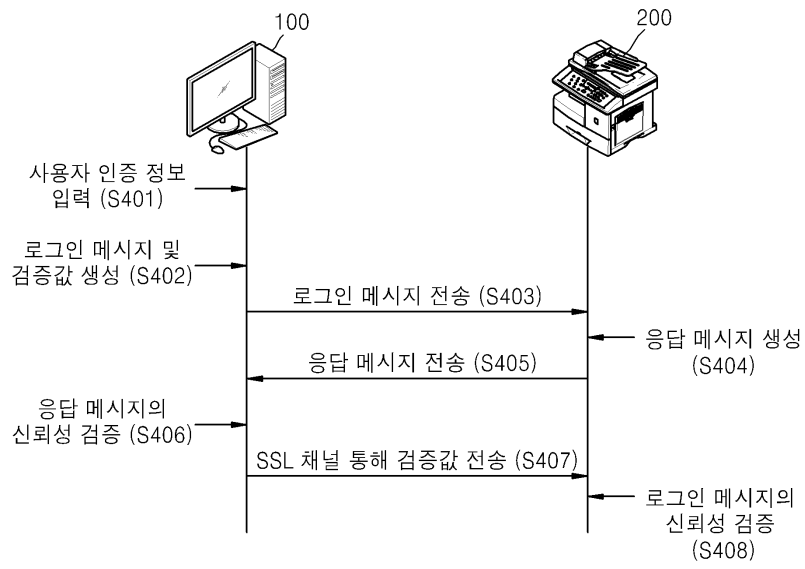 100
200
사용자 인증 정보
입력 (S401)
로그인 메시지 및
검증값 생성 (S402)
로그인 메시지 전송 (S403)
응답 메시지 생성
(S404)
응답 메시지 전송 (S405)
응답 메시지의
신뢰성 검증 (S406)
SSL 채널 통해 검증값 전송 (S407)
로그인 메시지의
신뢰성 검증
(S408)